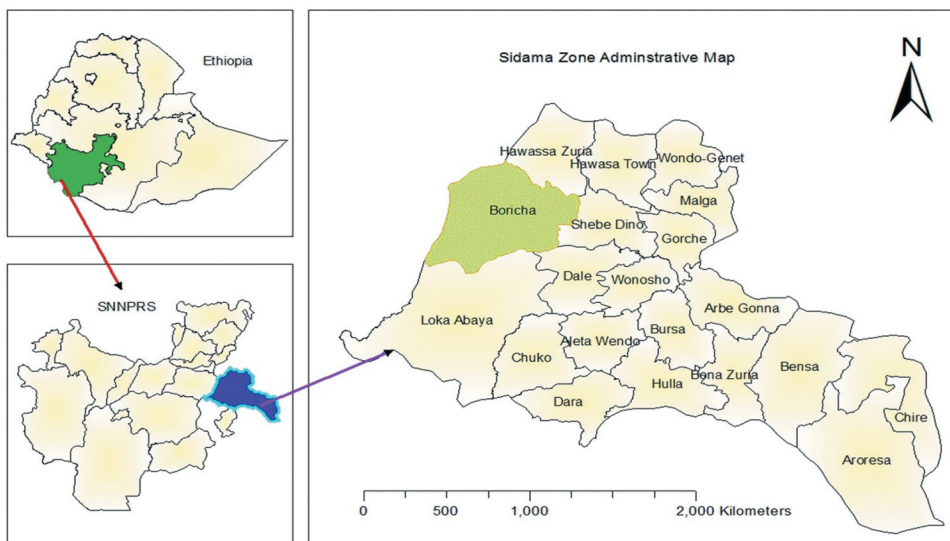 Ethiopia
SNNPRS
Sidama Zone Adminstrative Map
N
Hawassa Zuria
Hawasa Town
Wondo-Genet
Malga
Boricha
Shebe Dino
Gorche
Dale
Wonosho
Loka Abaya
Arbe Gonna
Bursa
Aleta Wendo
Chuko
Bona Zuria
Bensa
Hulla
Dara
Chire
Aroresa
0 500 1,000 2,000 Kilometers